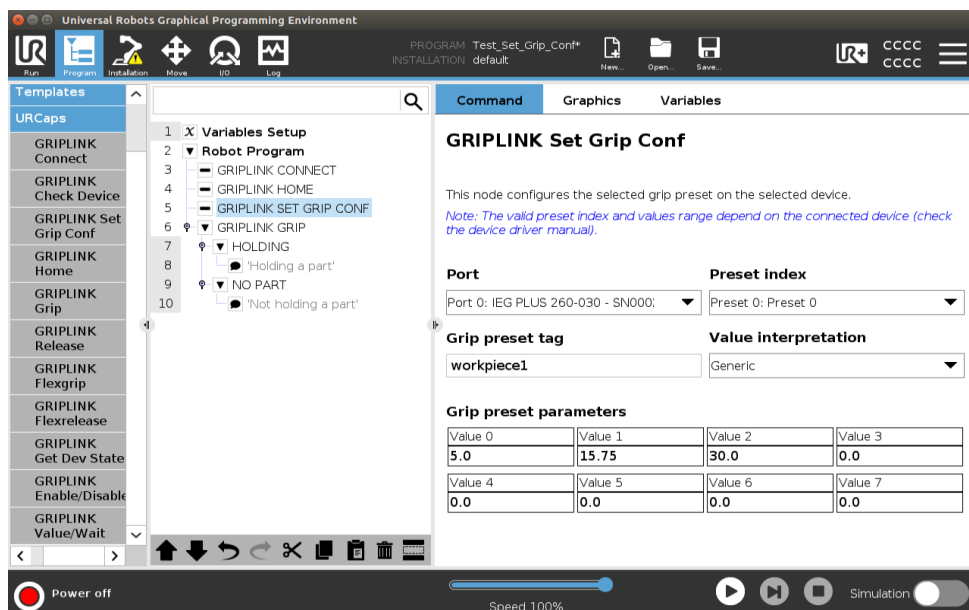 Universal Robots Graphical Programming Environment
UR
Run
Program
Installation
Move
I/O
Log
PROGRAM Test_Set_Grip_Conf*
INSTALLATION default
New...
Open...
Save...
UR+
CCCC
CCCC
Templates
URCaps
GRIPLINK
Connect
GRIPLINK
Check Device
GRIPLINK Set
Grip Conf
GRIPLINK
Home
GRIPLINK
Grip
GRIPLINK
Release
GRIPLINK
Flexgrip
GRIPLINK
Flexrelease
GRIPLINK
Get Dev State
GRIPLINK
Enable/Disable
GRIPLINK
Value/Wait
1 X Variables Setup
2 Robot Program
3 GRIPLINK CONNECT
4 GRIPLINK HOME
5 GRIPLINK SET GRIP CONF
6 GRIPLINK GRIP
7 HOLDING
8 'Holding a part'
9 NO PART
10 'Not holding a part'
Command Graphics Variables
GRIPLINK Set Grip Conf
This node configures the selected grip preset on the selected device.
Note: The valid preset index and values range depend on the connected device (check
the device driver manual).
Port Preset index
Port 0: IEG PLUS 260-030 - SN000: Preset 0: Preset 0
Grip preset tag Value interpretation
workpiece1 Generic
Grip preset parameters
Value 0 Value 1 Value 2 Value 3
5.0 15.75 30.0 0.0
Value 4 Value 5 Value 6 Value 7
0.0 0.0 0.0 0.0
Power off
Speed 100%
Simulation